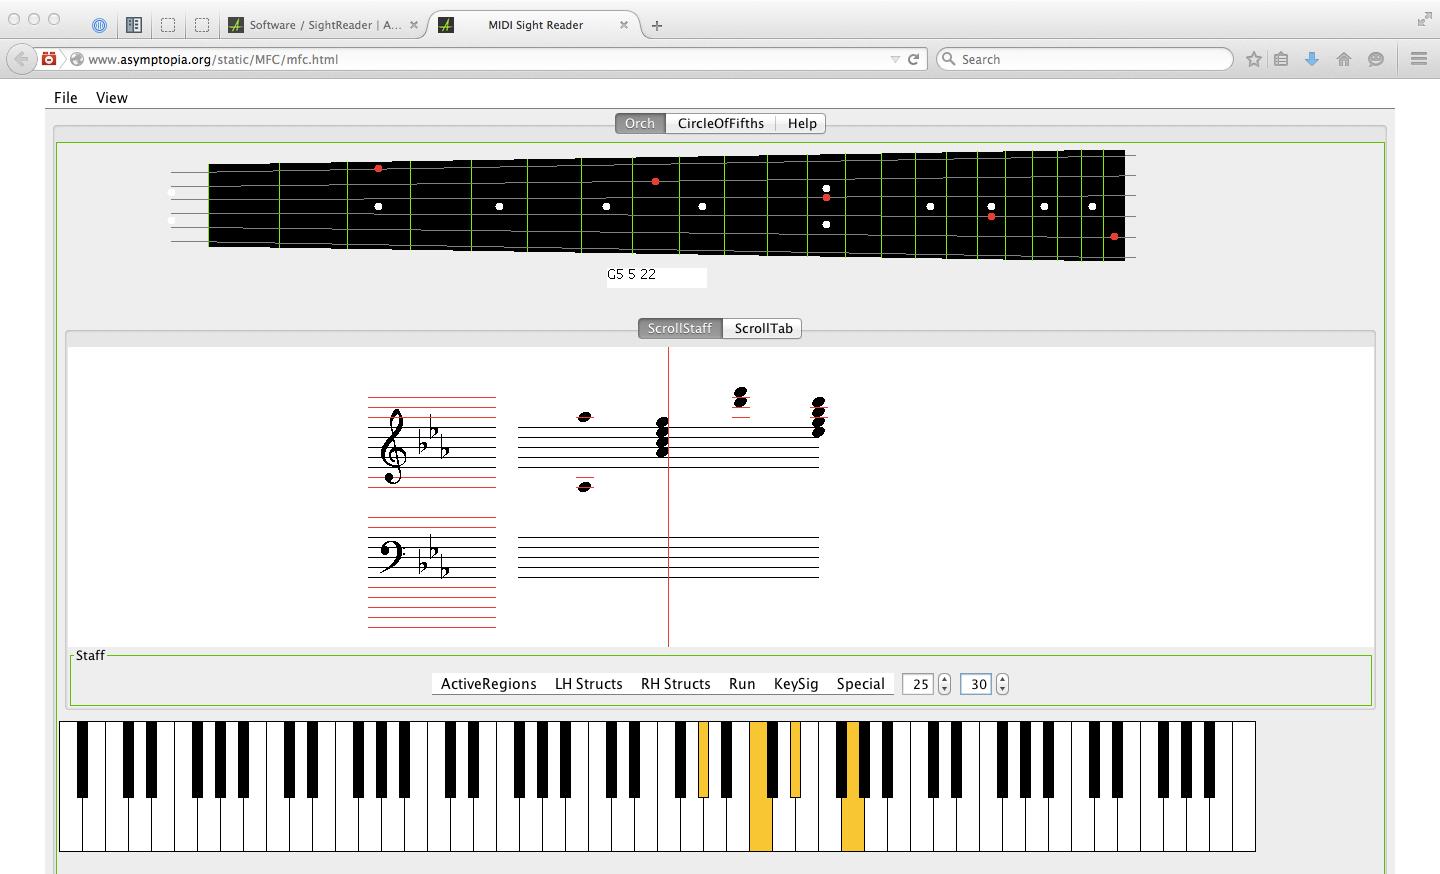 Software / SightReader | A...
MIDI Sight Reader
www.asymptopia.org/static/MFC/mfc.html
Search
File View
Orch CircleOfFifths Help
G5 5 22
ScrollStaff ScrollTab
Staff
ActiveRegions LH Structs RH Structs Run KeySig Special 25 30